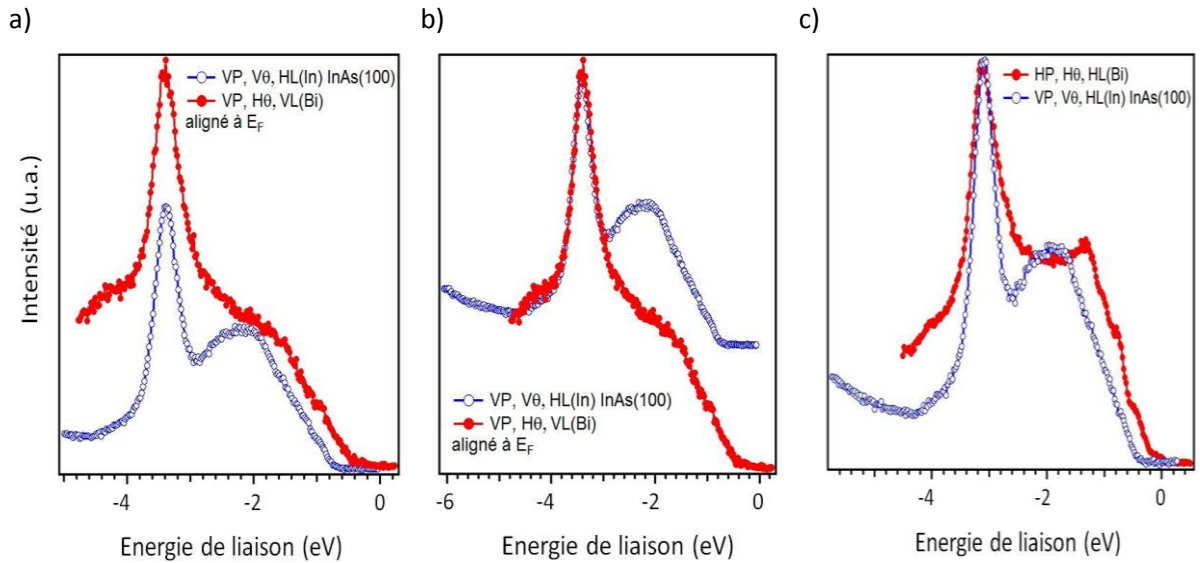 a)
VP, Vθ, HL(In) InAs(100)
VP, Hθ, VL(Bi)
aligné à EF
Intensité (u.a.)
-4
-2
0
Energie de liaison (eV)
b)
VP, Vθ, HL(In) InAs(100)
VP, Hθ, VL(Bi)
aligné à EF
-6
-4
-2
0
Energie de liaison (eV)
c)
HP, Hθ, HL(Bi)
VP, Vθ, HL(In) InAs(100)
-4
-2
0
Energie de liaison (eV)